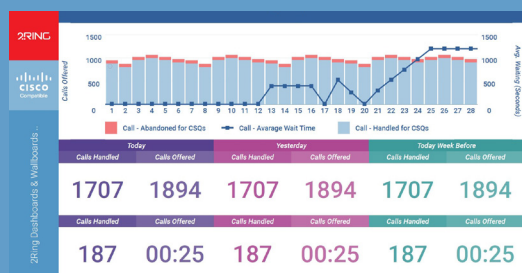 2RING
CISCO
Compatible
2Ring Dashboards & Wallboards...
Calls Offered
1500
1000
500
0
1500
1000
500
0
Avg. Waiting (Seconds)
1 2 3 4 5 6 7 8 9 10 11 12 13 14 15 16 17 18 19 20 21 22 23 24 25 26 27 28
Call - Abandoned for CSQs
Call - Avarage Wait Time
Call - Handled for CSQs
Today
Yesterday
Today Week Before
Calls Handled Calls Offered Calls Handled Calls Offered Calls Handled Calls Offered
1707 1894 1707 1894 1707 1894
Calls Handled Calls Offered Calls Handled Calls Offered Calls Handled Calls Offered
187 00:25 187 00:25 187 00:25